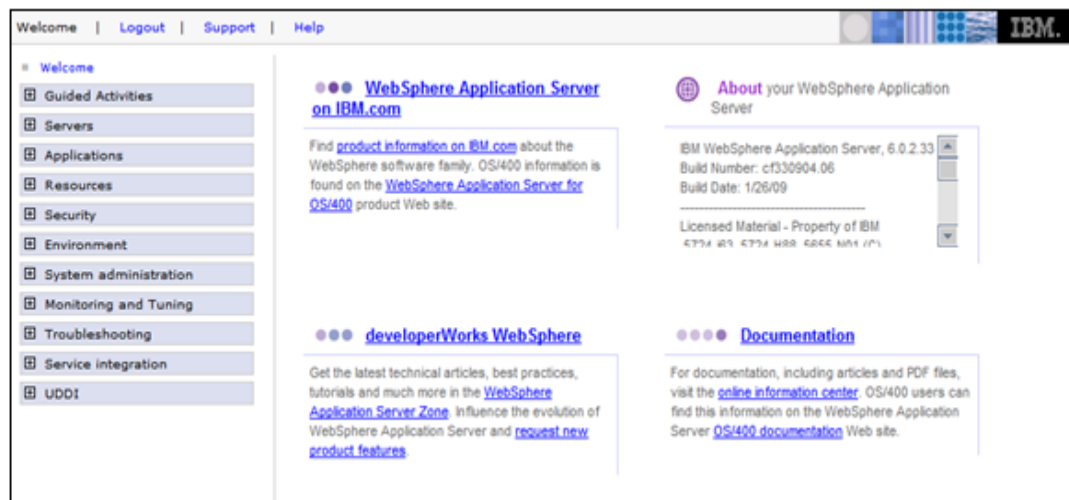 Welcome | Logout | Support | Help
IBM.
Welcome
Guided Activities
Servers
Applications
Resources
Security
Environment
System administration
Monitoring and Tuning
Troubleshooting
Service integration
UDDI
WebSphere Application Server
on IBM.com
Find product information on IBM.com about the
WebSphere software family. OS/400 information is
found on the WebSphere Application Server for
OS/400 product Web site.
About your WebSphere Application
Server
IBM WebSphere Application Server, 6.0.2.33
Build Number: cf330904.06
Build Date: 1/26/09
----------------------------------------
Licensed Material - Property of IBM
5724-i63, 5724-H88, 5655-N01 (C)
developerWorks WebSphere
Get the latest technical articles, best practices,
tutorials and much more in the WebSphere
Application Server Zone. Influence the evolution of
WebSphere Application Server and request new
product features.
Documentation
For documentation, including articles and PDF files,
visit the online information center. OS/400 users can
find this information on the WebSphere Application
Server OS/400 documentation Web site.